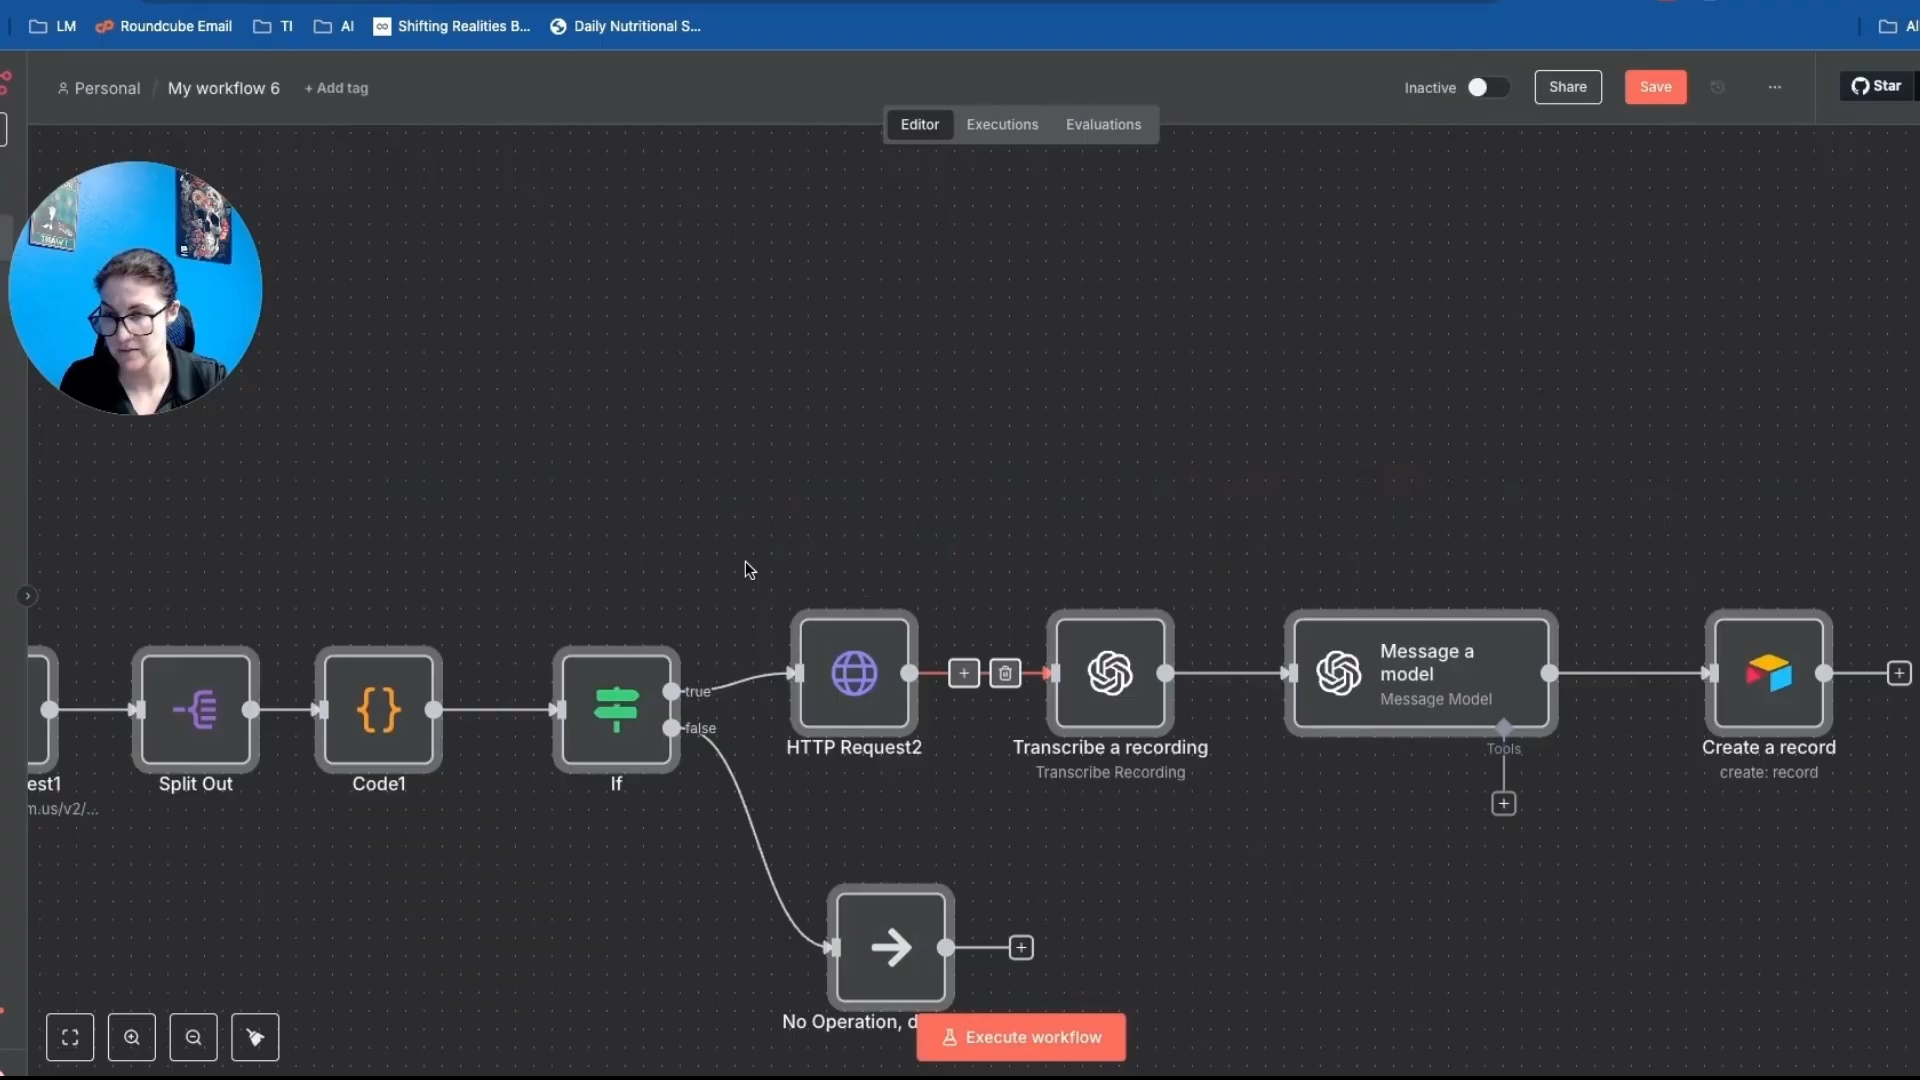 LM
Roundcube Email
TI
AI
Shifting Realities B...
Daily Nutritional S...
Personal / My workflow 6
+ Add tag
Inactive
Share
Save
...
Star
Editor
Executions
Evaluations
true
false
HTTP Request2
Transcribe a recording
Transcribe Recording
Message a
model
Message Model
Tools
Create a record
create: record
est1
m.us/v2/...
Split Out
Code1
If
No Operation, d
Execute workflow